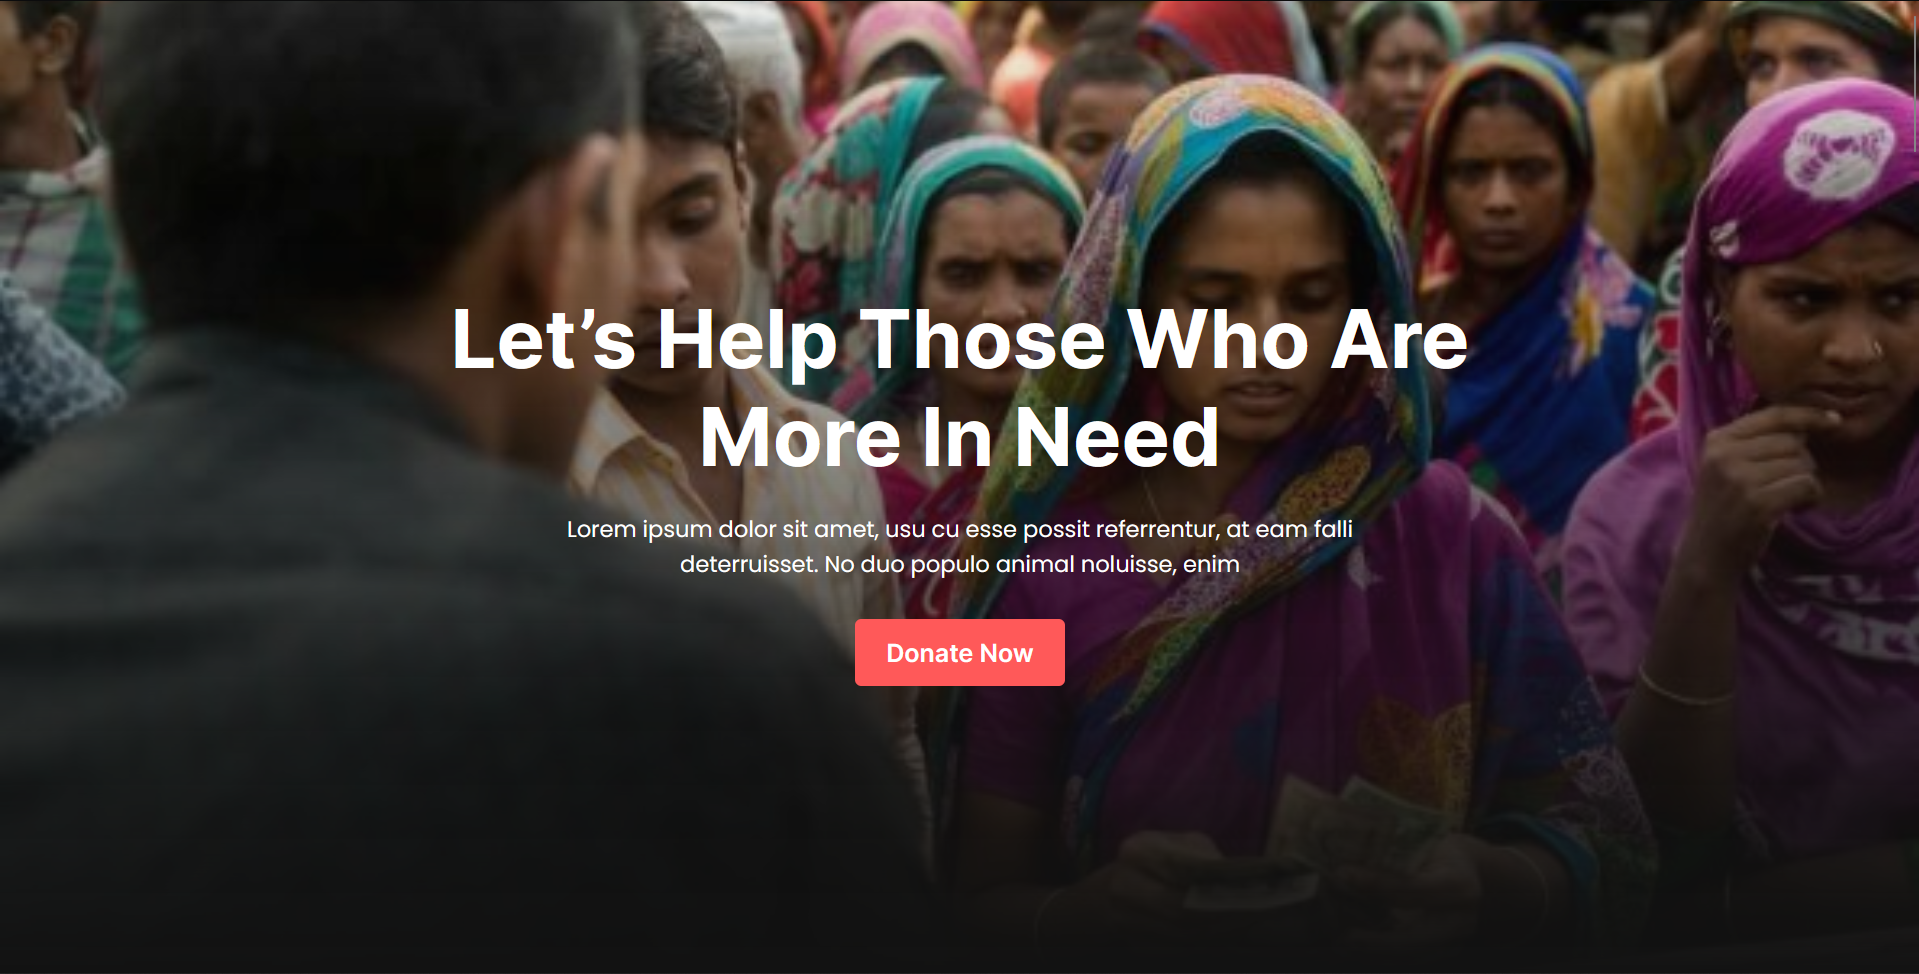 Let’s Help Those Who Are
More In Need
Lorem ipsum dolor sit amet, usu cu esse possit referrentur, at eam falli
deterruisset. No duo populo animal noluisse, enim
Donate Now